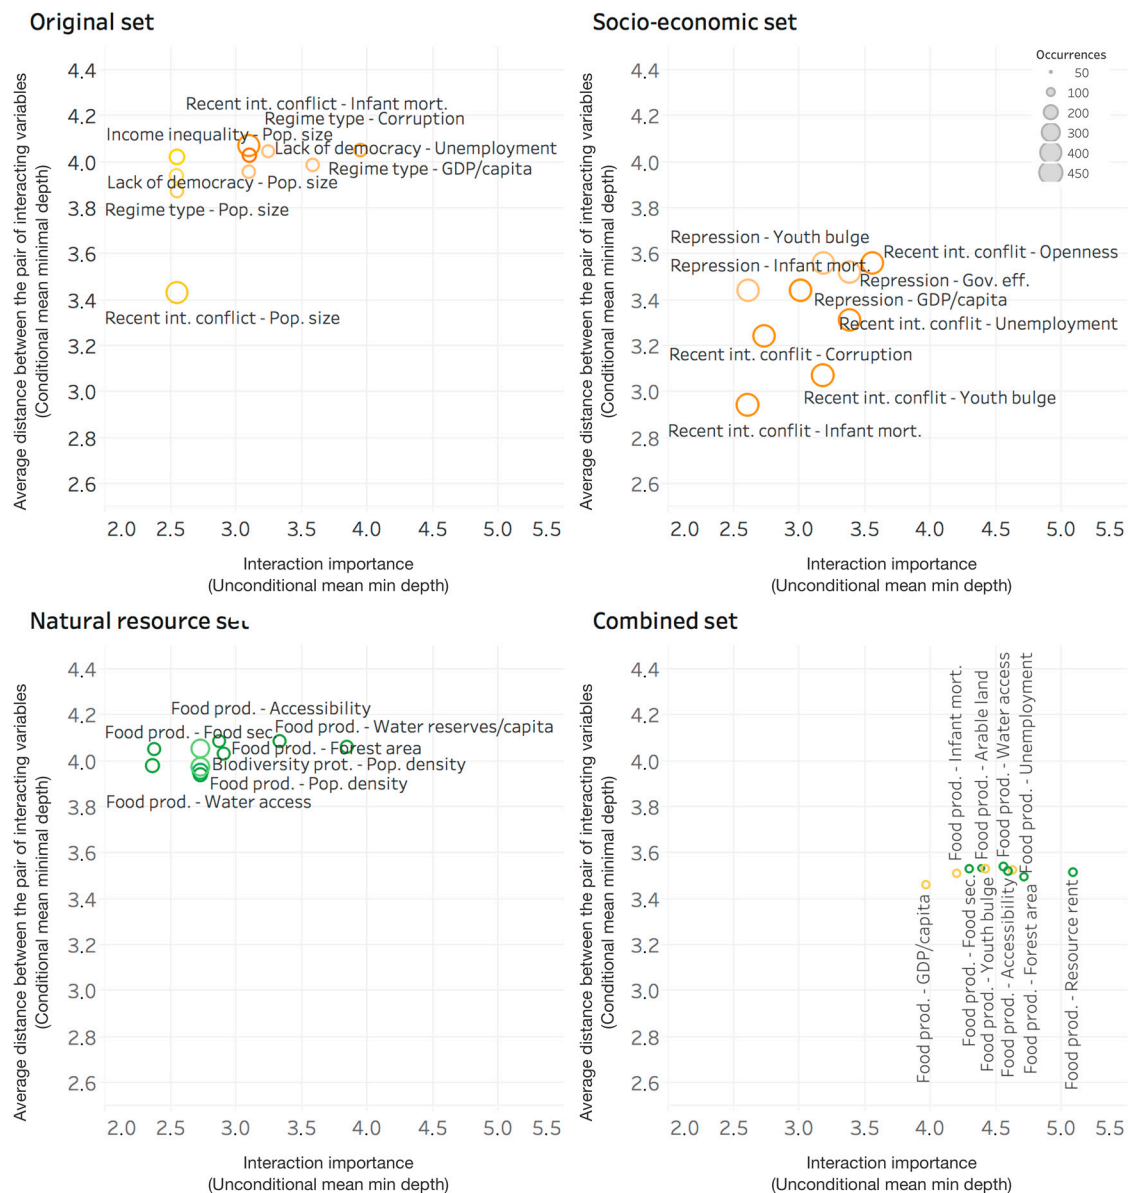 Original set
Average distance between the pair of interacting variables
(Conditional mean minimal depth)
4.4
4.2
4.0
3.8
3.6
3.4
3.2
3.0
2.8
2.6
Recent int. conflict - Infant mort.
Regime type - Corruption
Income inequality - Pop. size
Lack of democracy - Unemployment
Regime type - GDP/capita
Lack of democracy - Pop. size
Regime type - Pop. size
Recent int. conflict - Pop. size
2.0 2.5 3.0 3.5 4.0 4.5 5.0 5.5
Interaction importance
(Unconditional mean min depth)
Socio-economic set
Average distance between the pair of interacting variables
(Conditional mean minimal depth)
4.4
4.2
4.0
3.8
3.6
3.4
3.2
3.0
2.8
2.6
Occurrences
50
100
200
300
400
450
Repression - Youth bulge
Recent int. conflit - Openness
Repression - Infant mort.
Repression - Gov. eff.
Repression - GDP/capita
Recent int. conflit - Unemployment
Recent int. conflit - Corruption
Recent int. conflit - Youth bulge
Recent int. conflit - Infant mort.
2.0 2.5 3.0 3.5 4.0 4.5 5.0 5.5
Interaction importance
(Unconditional mean min depth)
Natural resource set
Average distance between the pair of interacting variables
(Conditional mean minimal depth)
4.4
4.2
4.0
3.8
3.6
3.4
3.2
3.0
2.8
2.6
Food prod. - Accessibility
Food prod. - Water reserves/capita
Food prod. - Food sec.
Food prod. - Forest area
Biodiversity prot. - Pop. density
Food prod. - Pop. density
Food prod. - Water access
2.0 2.5 3.0 3.5 4.0 4.5 5.0 5.5
Interaction importance
(Unconditional mean min depth)
Combined set
Average distance between the pair of interacting variables
(Conditional mean minimal depth)
4.4
4.2
4.0
3.8
3.6
3.4
3.2
3.0
2.8
2.6
Food prod. - GDP/capita
Food prod. - Infant mort.
Food prod. - Food sec.
Food prod. - Arable land
Food prod. - Youth bulge
Food prod. - Water access
Food prod. - Accessibility
Food prod. - Unemployment
Food prod. - Forest area
Food prod. - Resource rent
2.0 2.5 3.0 3.5 4.0 4.5 5.0 5.5
Interaction importance
(Unconditional mean min depth)